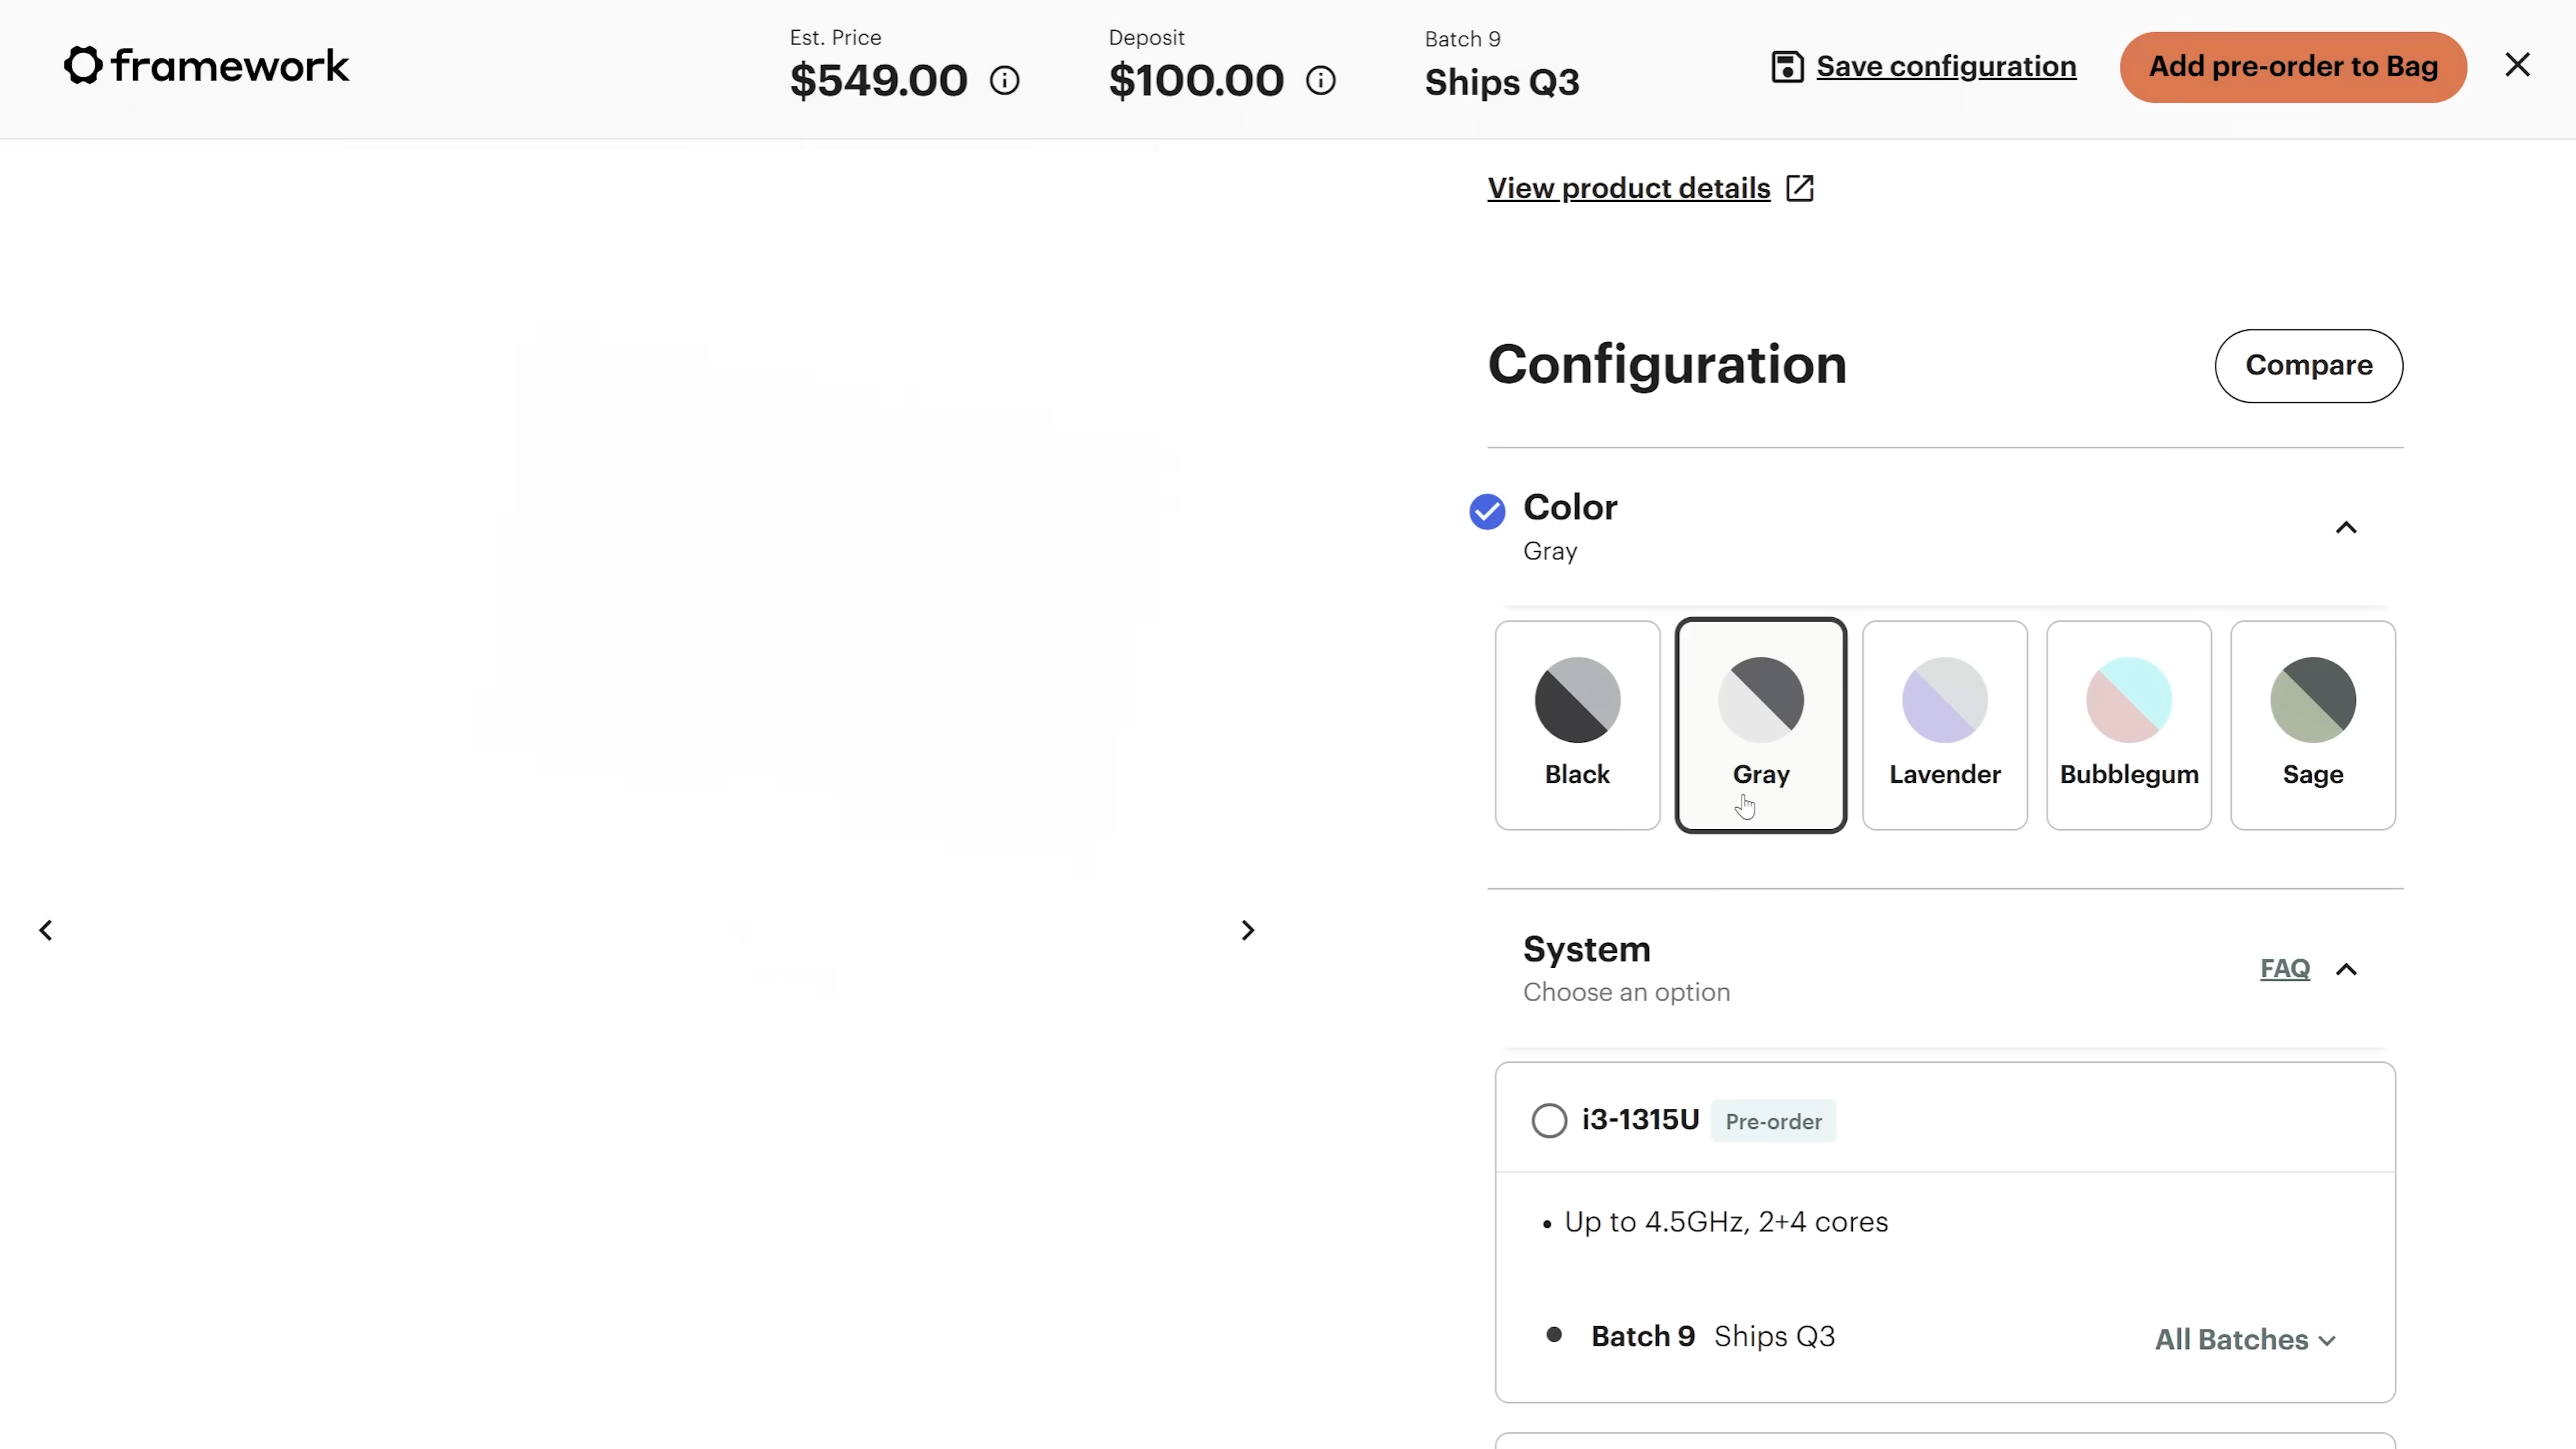 framework
Est. Price
$549.00
Deposit
$100.00
Batch 9
Ships Q3
Save configuration
Add pre-order to Bag
View product details
Configuration
Compare
Color
Gray
Black
Gray
Lavender
Bubblegum
Sage
System
Choose an option
FAQ
i3-1315U
Pre-order
• Up to 4.5GHz, 2+4 cores
Batch 9 Ships Q3
All Batches